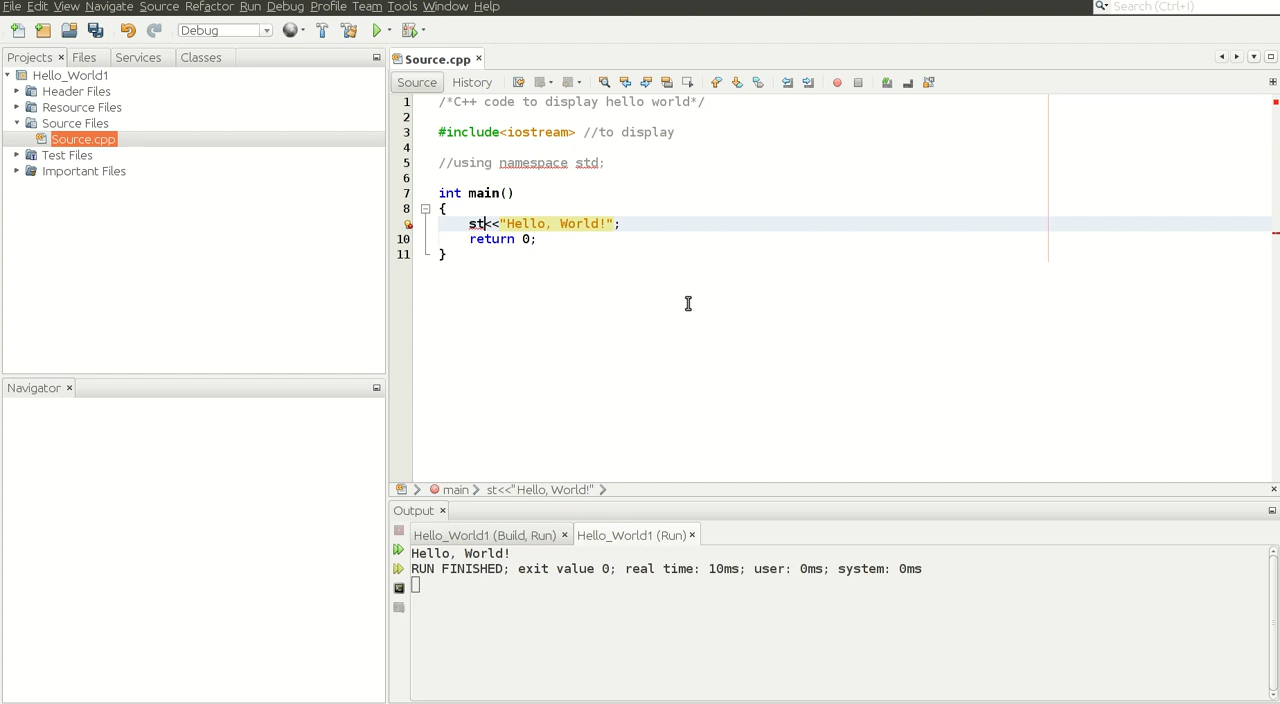 File Edit View Navigate Source Refactor Run Debug Profile Team Tools Window Help
Search (Ctrl+I)
Debug
Projects Files Services Classes
Hello_World1
Header Files
Resource Files
Source Files
Source.cpp
Test Files
Important Files
Navigator
Source.cpp
Source History
1 /*C++ code to display hello world*/
2
3 #include<iostream> //to display
4
5 //using namespace std;
6
7 int main()
8 {
st<<"Hello, World!";
10 return 0;
11 }
main st<<"Hello, World!"
Output
Hello_World1 (Build, Run) Hello_World1 (Run)
Hello, World!
RUN FINISHED; exit value 0; real time: 10ms; user: 0ms; system: 0ms